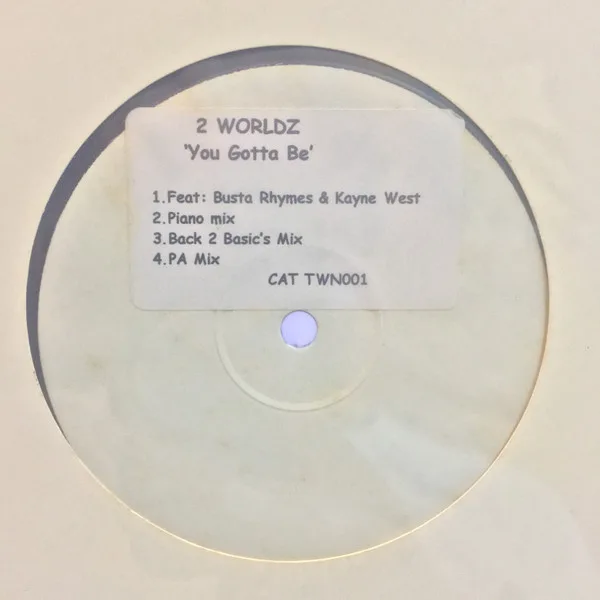 2 WORLDZ
'You Gotta Be'
1.Feat: Busta Rhymes & Kayne West
2.Piano mix
3.Back 2 Basic's Mix
4.PA Mix
CAT TWN001